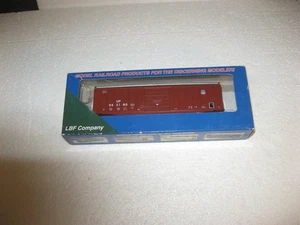 MODEL RAILROAD PRODUCTS FOR THE DISCERNING MODELER
LBF Company